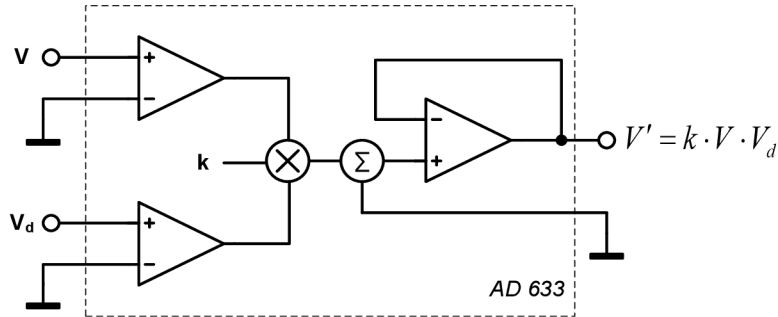 V
+
−
k
×
Σ
−
+
V' = k · V · V_d
V_d
+
−
AD 633